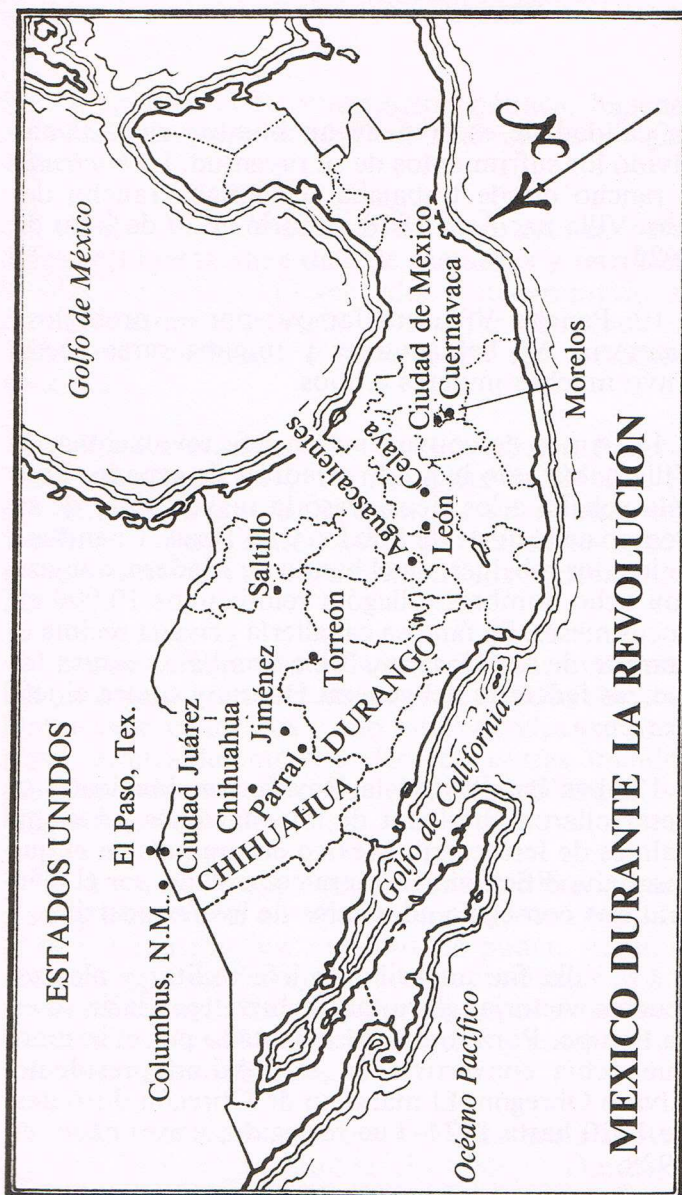 ESTADOS UNIDOS
Golfo de México
El Paso, Tex.
Columbus, N.M.
Ciudad Juárez
Chihuahua
Jiménez
Parral
Saltillo
Torreón
CHIHUAHUA
DURANGO
Aguascalientes
León
Celaya
Ciudad de México
Cuernavaca
Golfo de California
Océano Pacífico
Morelos
N
MEXICO DURANTE LA REVOLUCIÓN